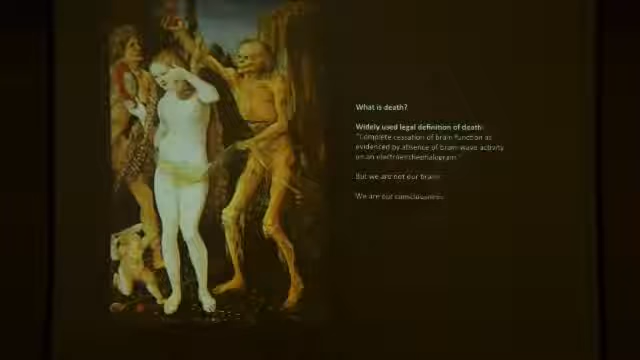 What is death?
Widely used legal definition of death:
"Complete cessation of brain function as
evidenced by absence of brain-wave activity
on an electroencephalogram."
But we are not our brains
We are our consciousness